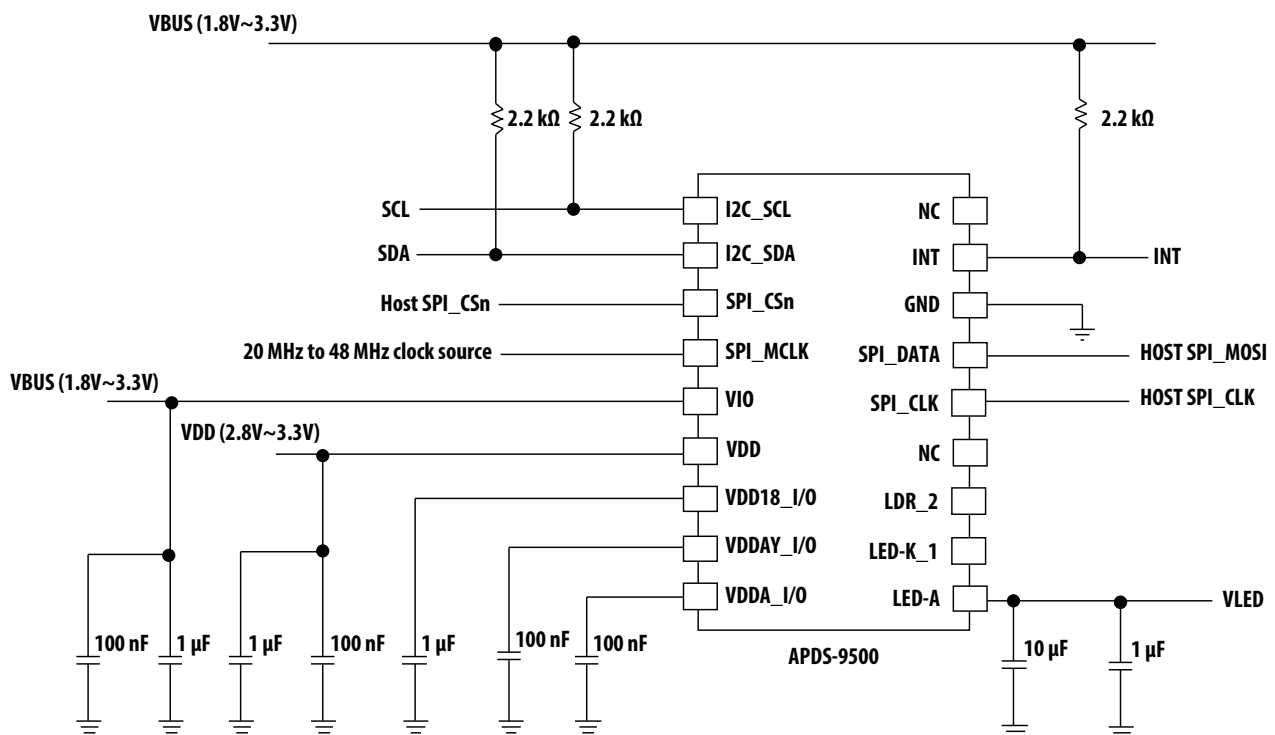 VBUS (1.8V~3.3V)
2.2 kΩ
2.2 kΩ
2.2 kΩ
SCL
I2C_SCL
NC
SDA
I2C_SDA
INT
INT
Host SPI_CSn
SPI_CSn
GND
20 MHz to 48 MHz clock source
SPI_MCLK
SPI_DATA
HOST SPI_MOSI
VBUS (1.8V~3.3V)
VIO
SPI_CLK
HOST SPI_CLK
VDD (2.8V~3.3V)
VDD
NC
VDD18_I/O
LDR_2
VDDAY_I/O
LED-K_1
VDDA_I/O
LED-A
VLED
100 nF
1 µF
1 µF
100 nF
1 µF
100 nF
100 nF
APDS-9500
10 µF
1 µF